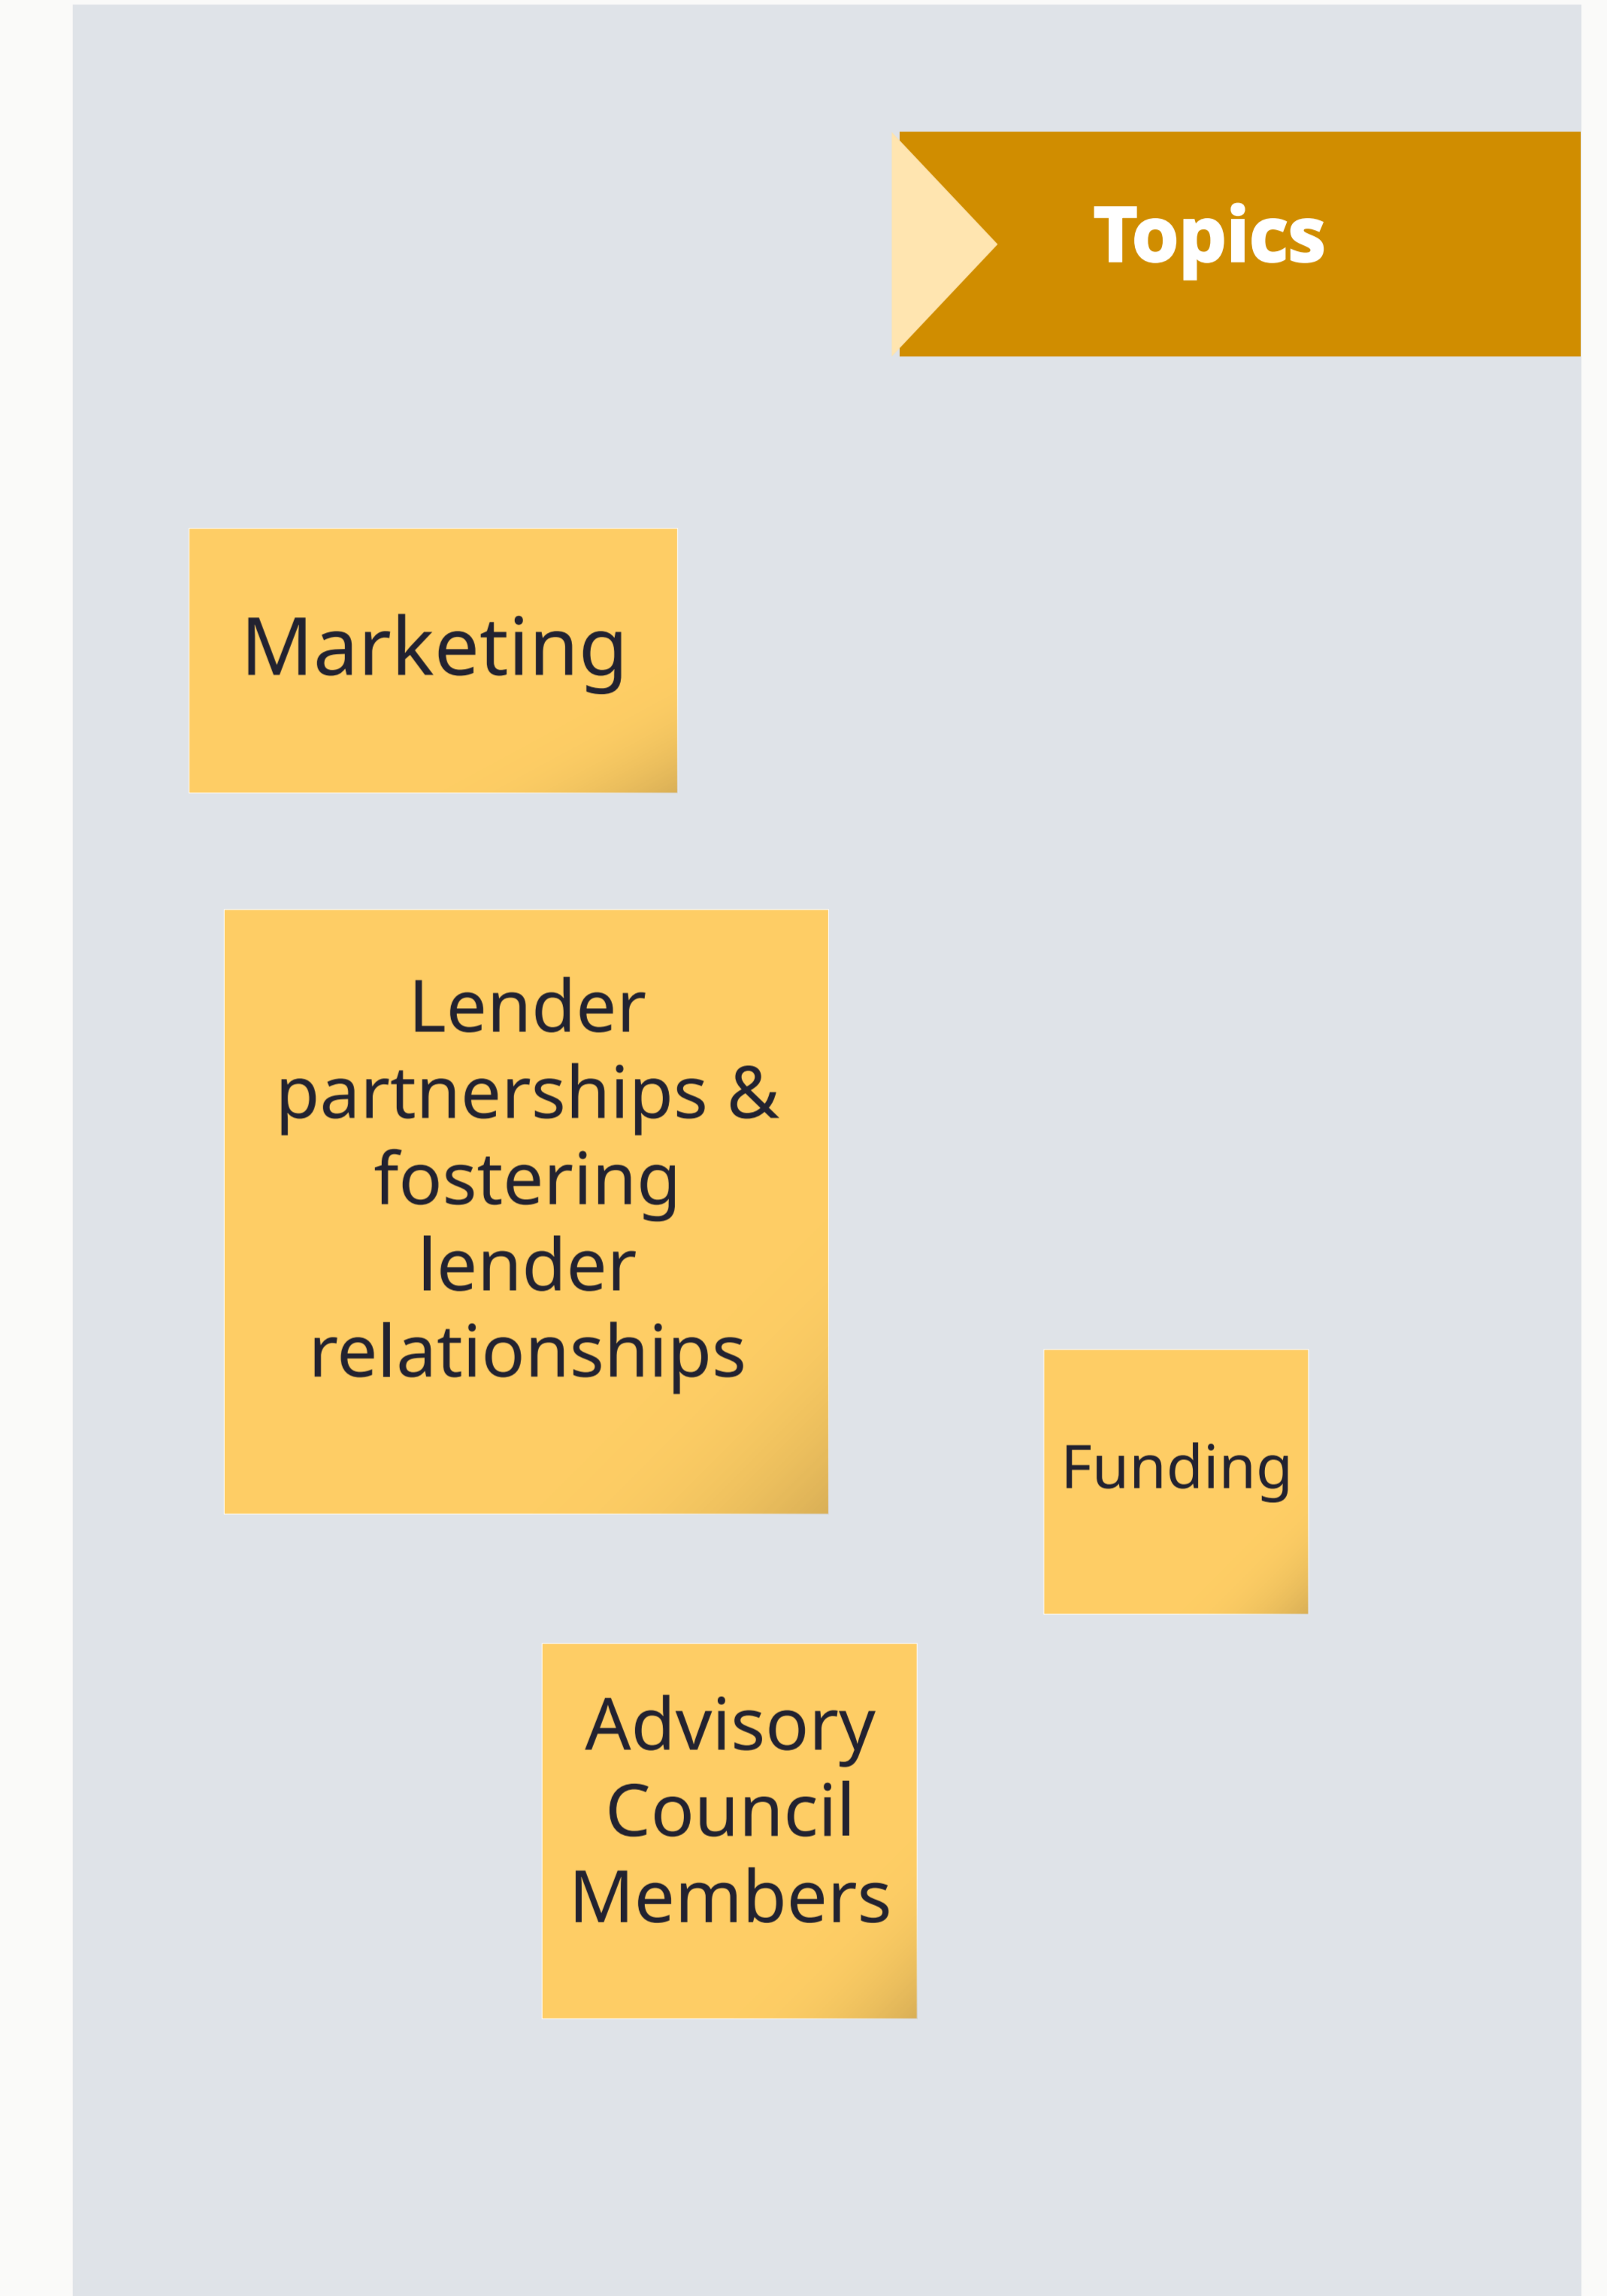 Topics
Marketing
Lender
partnerships &
fostering
lender
relationships
Funding
Advisory
Council
Members